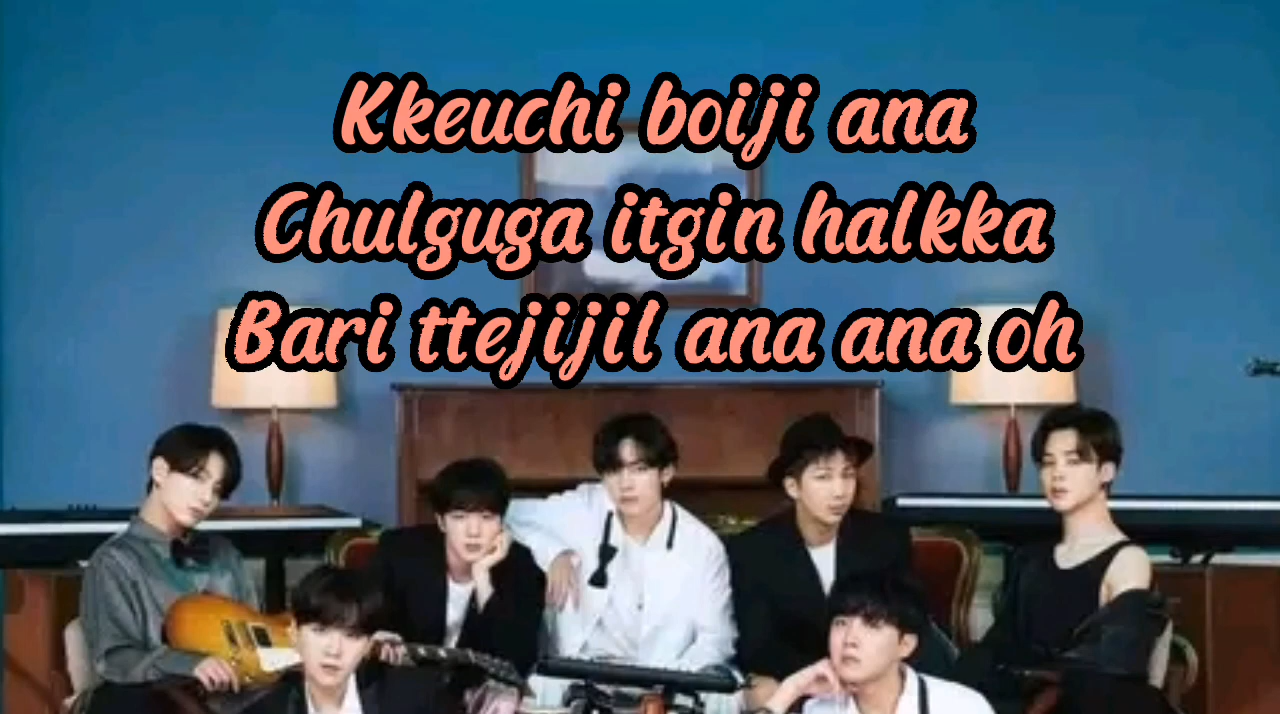 Kkeuchi boiji ana
Chulguga itgin halkka
Bari ttejijil ana ana oh